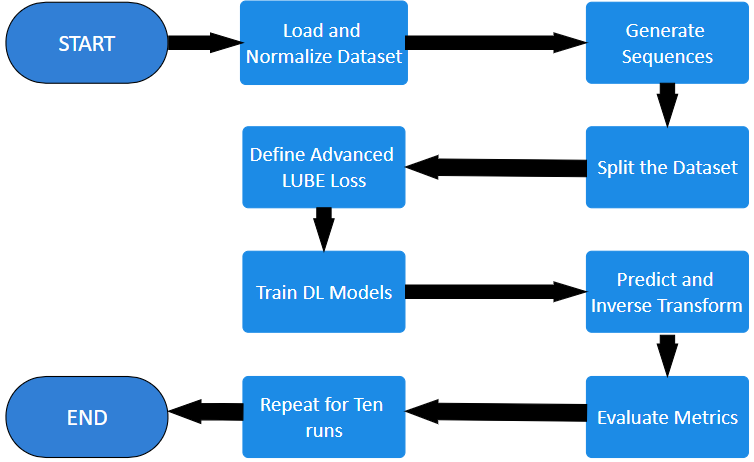 START
Load and
Normalize Dataset
Generate
Sequences
Split the Dataset
Define Advanced
LUBE Loss
Train DL Models
Predict and
Inverse Transform
Evaluate Metrics
Repeat for Ten
runs
END